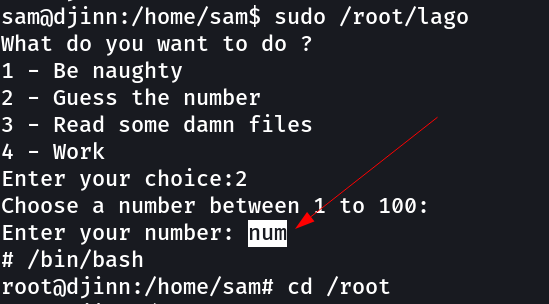 sam@djinn:/home/sam$ sudo /root/lago
What do you want to do ?
1 - Be naughty
2 - Guess the number
3 - Read some damn files
4 - Work
Enter your choice:2
Choose a number between 1 to 100:
Enter your number: num
# /bin/bash
root@djinn:/home/sam# cd /root